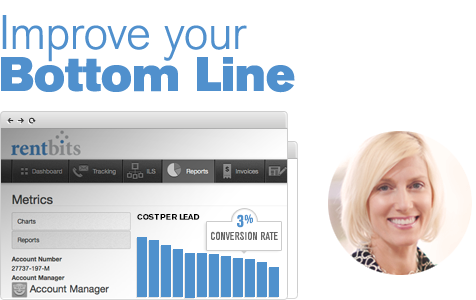 Improve your
Bottom Line
rentbits
Dashboard
Tracking
ILS
Reports
Invoices
Metrics
Charts
Reports
Account Number
27737-197-M
Account Manager
Account Manager
COST PER LEAD
3%
CONVERSION RATE